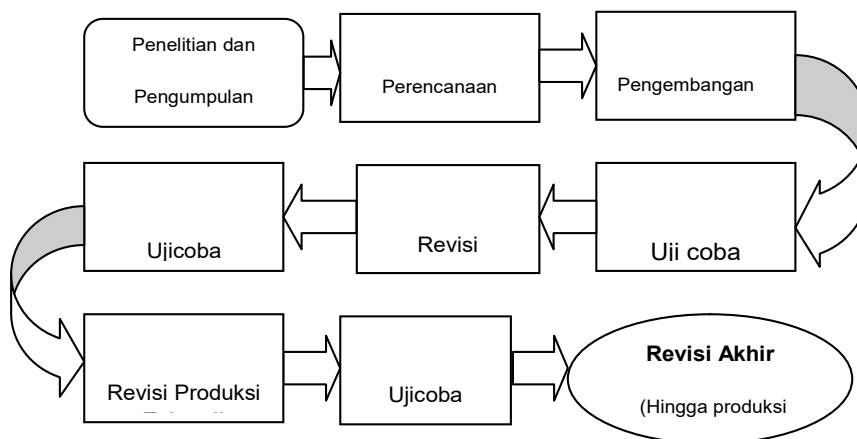 Penelitian dan
Pengumpulan
Perencanaan
Pengembangan
Uji coba
Revisi
Ujicoba
Revisi Produksi
Ujicoba
Revisi Akhir
(Hingga produksi